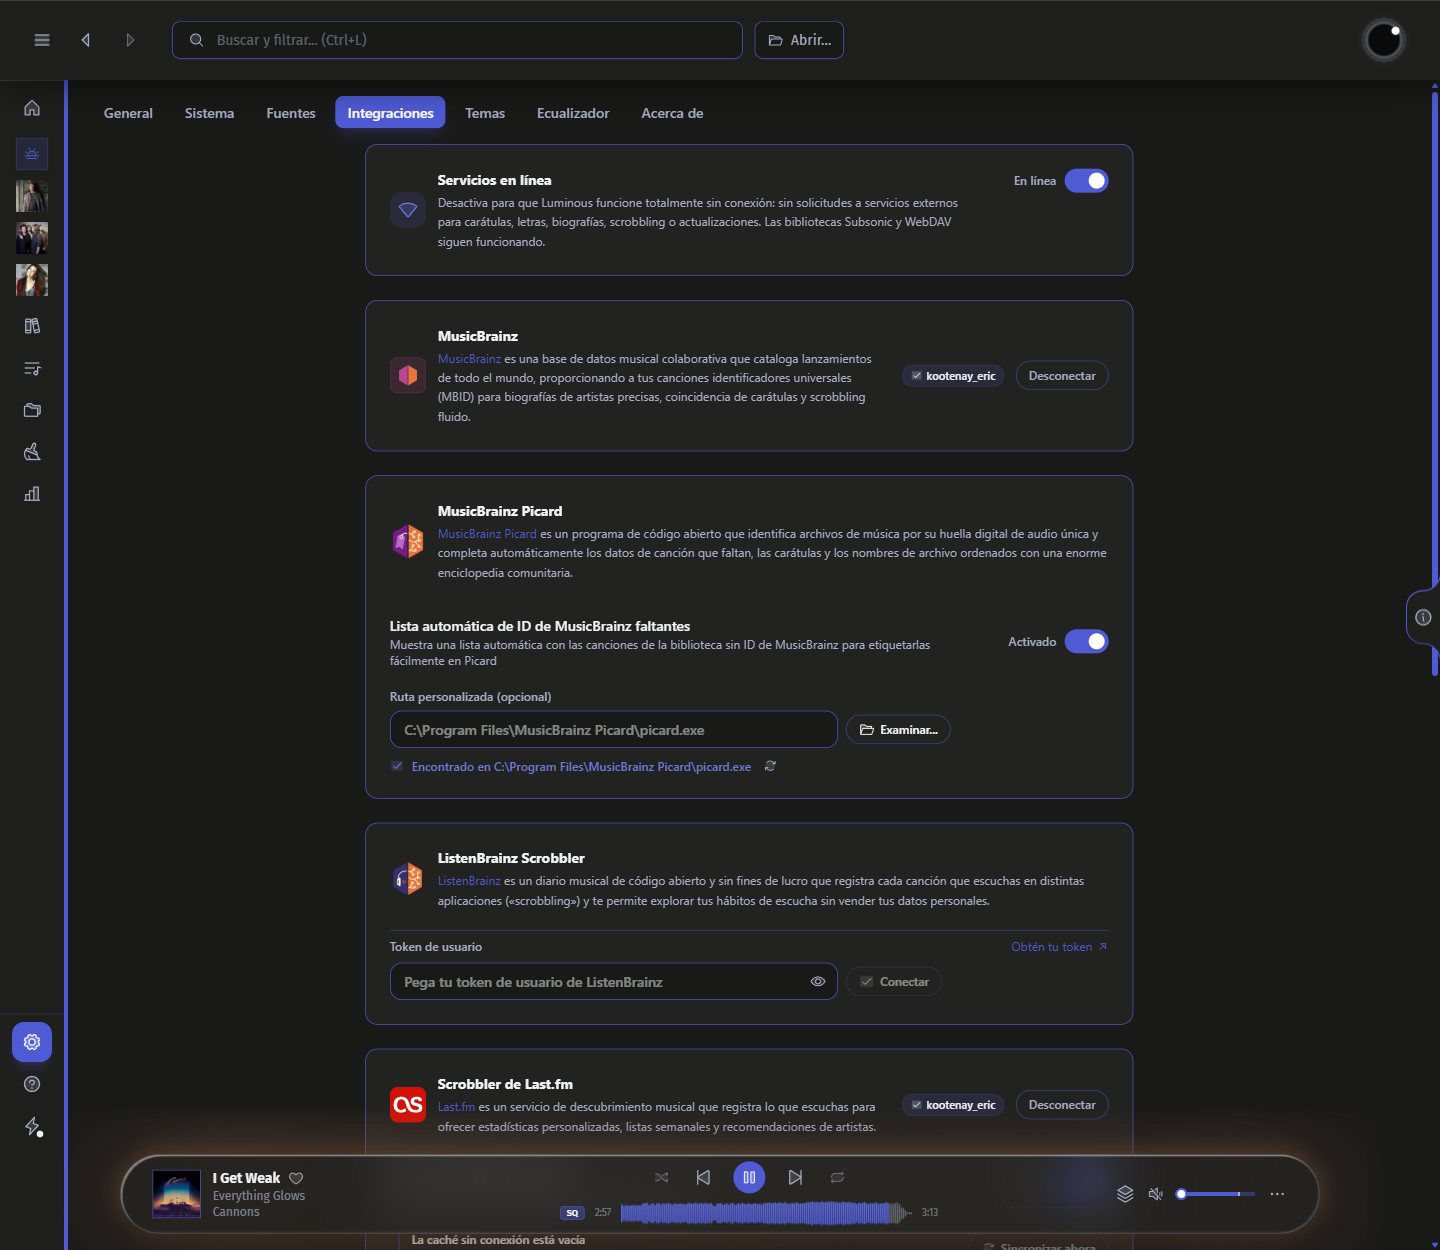 Buscar y filtrar... (Ctrl+L)
Abrir...
General
Sistema
Fuentes
Integraciones
Temas
Ecualizador
Acerca de
Servicios en línea
Desactiva para que Luminous funcione totalmente sin conexión: sin solicitudes a servicios externos
para carátulas, letras, biografías, scrobbling o actualizaciones. Las bibliotecas Subsonic y WebDAV
siguen funcionando.
En línea
MusicBrainz
MusicBrainz es una base de datos musical colaborativa que cataloga lanzamientos
de todo el mundo, proporcionando a tus canciones identificadores universales
(MBID) para biografías de artistas precisas, coincidencia de carátulas y scrobbling
fluido.
kootenay_eric
Desconectar
MusicBrainz Picard
MusicBrainz Picard es un programa de código abierto que identifica archivos de música por su huella digital de audio única y
completa automáticamente los datos de canción que faltan, las carátulas y los nombres de archivo ordenados con una enorme
enciclopedia comunitaria.
Lista automática de ID de MusicBrainz faltantes
Muestra una lista automática con las canciones de la biblioteca sin ID de MusicBrainz para etiquetarlas
fácilmente en Picard
Activado
Ruta personalizada (opcional)
C:\Program Files\MusicBrainz Picard\picard.exe
Examinar...
Encontrado en C:\Program Files\MusicBrainz Picard\picard.exe
ListenBrainz Scrobbler
ListenBrainz es un diario musical de código abierto y sin fines de lucro que registra cada canción que escuchas en distintas
aplicaciones («scrobbling») y te permite explorar tus hábitos de escucha sin vender tus datos personales.
Token de usuario
Obtén tu token
Pega tu token de usuario de ListenBrainz
Conectar
Scrobbler de Last.fm
Last.fm es un servicio de descubrimiento musical que registra lo que escuchas para
ofrecer estadísticas personalizadas, listas semanales y recomendaciones de artistas.
kootenay_eric
Desconectar
I Get Weak
Everything Glows
Cannons
SQ
2:57
3:13
La caché sin conexión está vacía
Sincronizar ahora